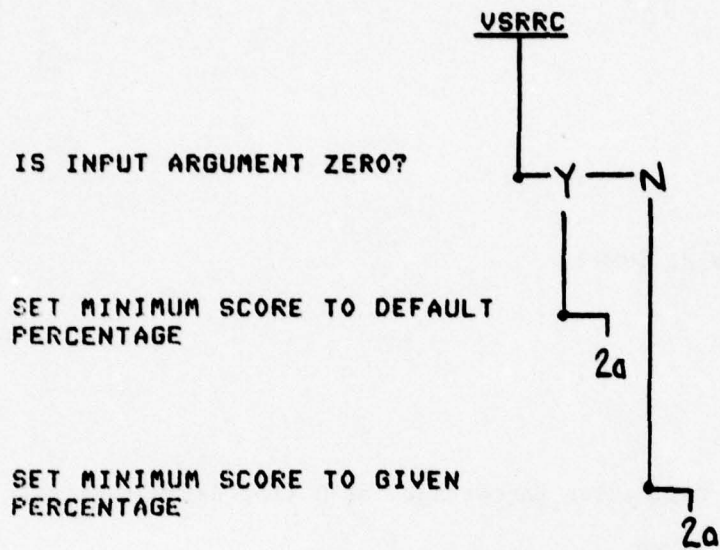 VSRRC
IS INPUT ARGUMENT ZERO?
Y N
SET MINIMUM SCORE TO DEFAULT
PERCENTAGE
2a
SET MINIMUM SCORE TO GIVEN
PERCENTAGE
2a